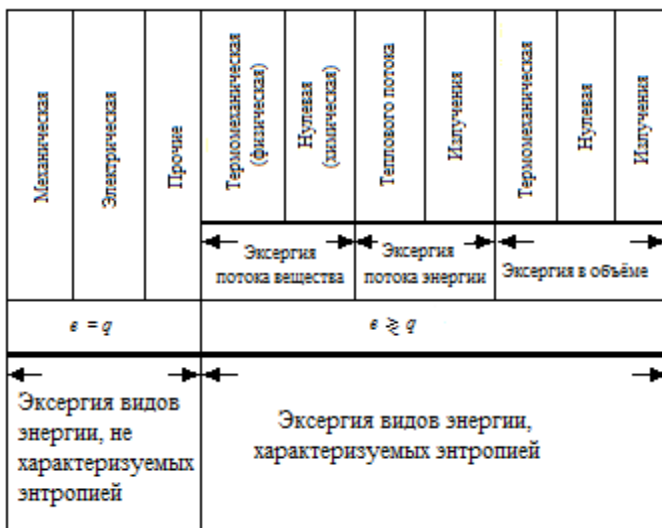 Механическая
Электрическая
Прочие
Термомеханическая
(физическая)
Нулевая
(химическая)
Теплового потока
Излучения
Термомеханическая
Нулевая
Излучения
Эксергия
потока вещества
Эксергия
потока энергии
Эксергия в объёме
e = q
e ≷ q
Эксергия видов
энергии, не
характеризуемых
энтропией
Эксергия видов энергии,
характеризуемых энтропией